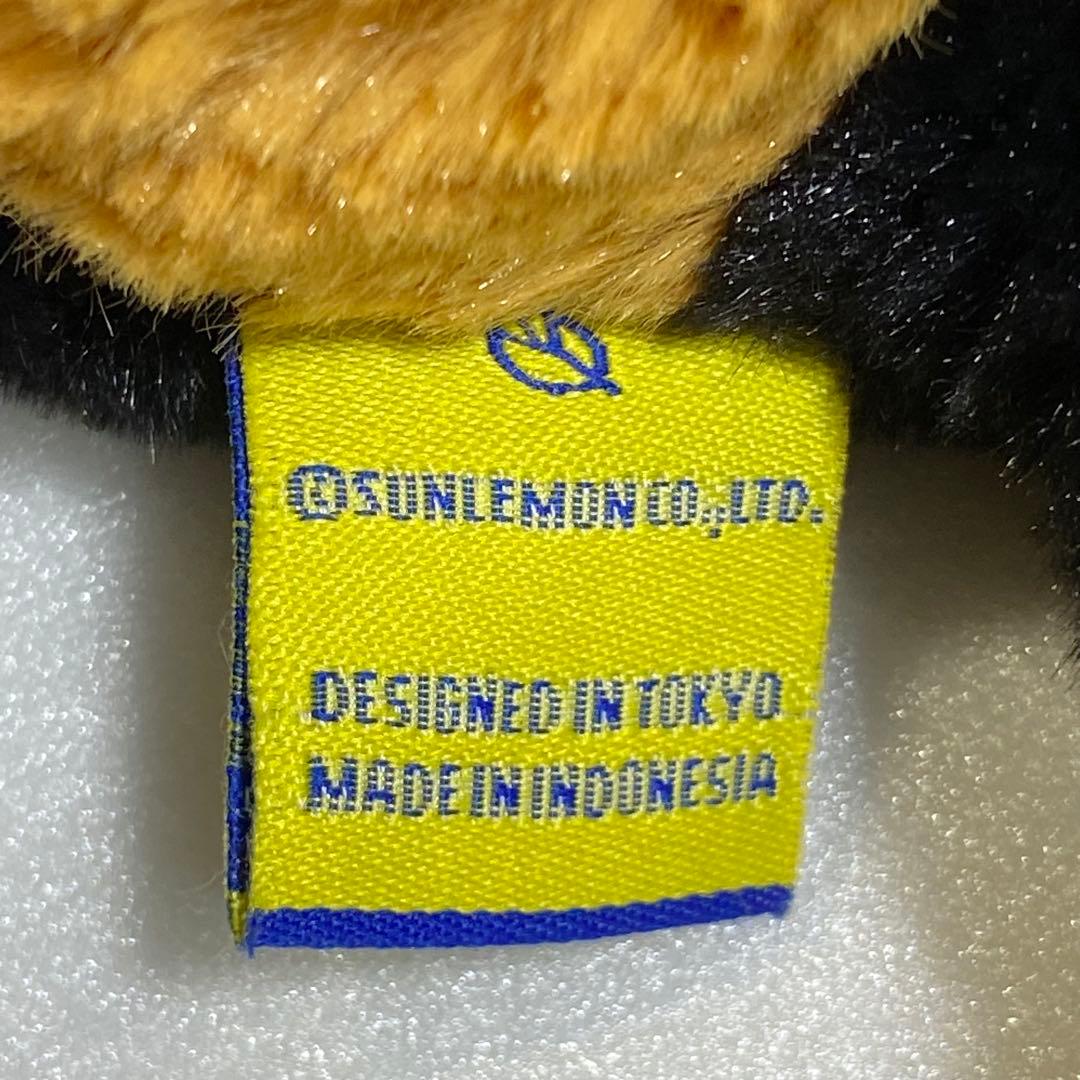 ©SUNLEMON CO.,LTD.
DESIGNED IN TOKYO
MADE IN INDONESIA